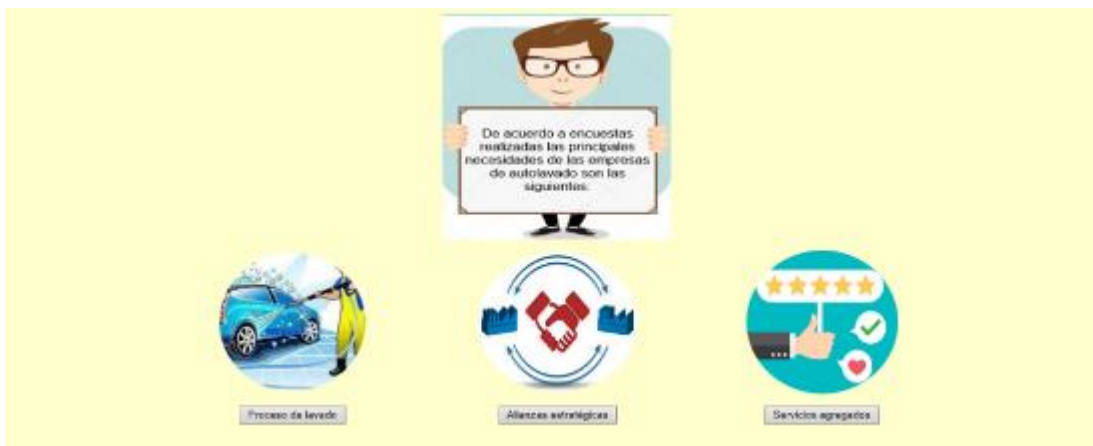 De acuerdo a encuestas
realizadas las principales
necesidades de las empresas
de autolavado son las
siguientes:
Proceso de lavado
Alianzas estratégicas
Servicios agregados